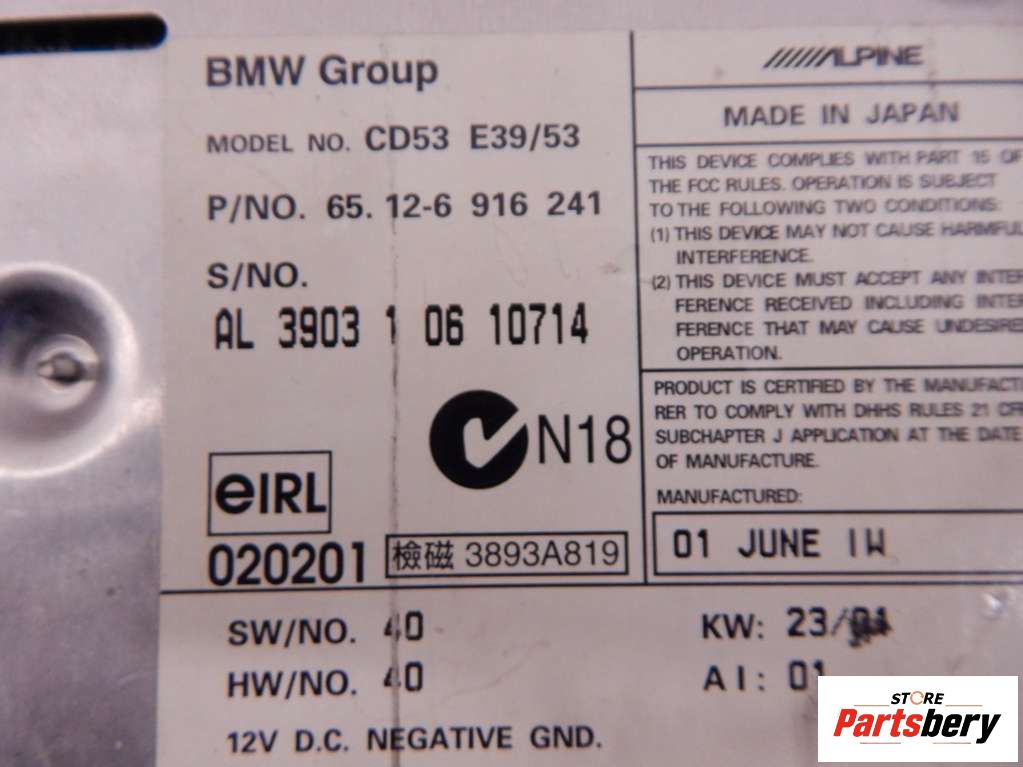 BMW Group
MODEL NO. CD53 E39/53
P/NO. 65. 12-6 916 241
S/NO.
AL 3903 1 06 10714
N18
eIRL
020201
檢磁 3893A819
ALPINE
MADE IN JAPAN
THIS DEVICE COMPLIES WITH PART 15 OF
THE FCC RULES. OPERATION IS SUBJECT
TO THE FOLLOWING TWO CONDITIONS:
(1) THIS DEVICE MAY NOT CAUSE HARMFUL
INTERFERENCE.
(2) THIS DEVICE MUST ACCEPT ANY INTER
FERENCE RECEIVED INCLUDING INTER
FERENCE THAT MAY CAUSE UNDESIRE
OPERATION.
PRODUCT IS CERTIFIED BY THE MANUFACT
RER TO COMPLY WITH DHHS RULES 21 CFR
SUBCHAPTER J APPLICATION AT THE DATE
OF MANUFACTURE.
MANUFACTURED:
01 JUNE IW
SW/NO. 40
HW/NO. 40
12V D.C. NEGATIVE GND.
KW: 23/01
AI: 01
STORE
Partsbery